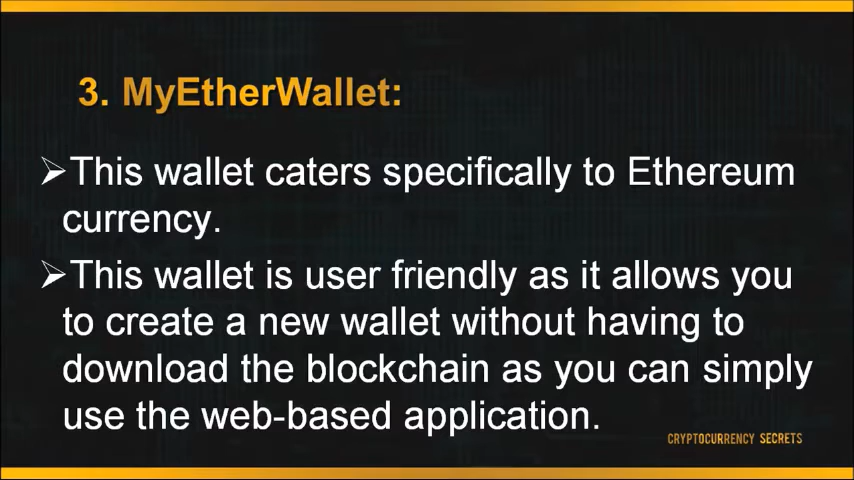 3. MyEtherWallet:
➢This wallet caters specifically to Ethereum
currency.
➢This wallet is user friendly as it allows you
to create a new wallet without having to
download the blockchain as you can simply
use the web-based application.
CRYPTOCURRENCY SECRETS